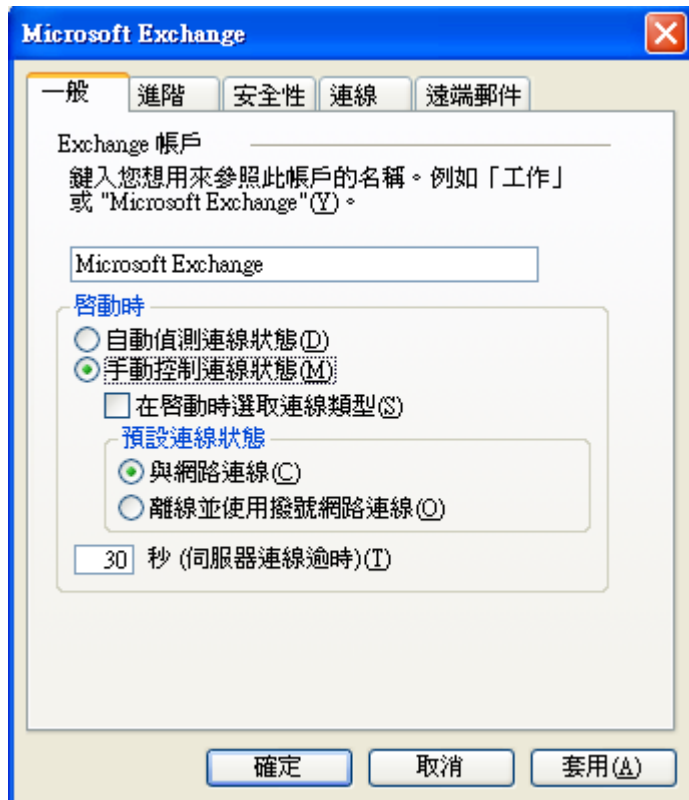 Microsoft Exchange
一般 進階 安全性 連線 遠端郵件
Exchange 帳戶
鍵入您想用來參照此帳戶的名稱。例如「工作」
或 "Microsoft Exchange"(Y)。
Microsoft Exchange
啓動時
自動偵測連線狀態(D)
手動控制連線狀態(M)
在啓動時選取連線類型(S)
預設連線狀態
與網路連線(C)
離線並使用撥號網路連線(O)
30 秒 (伺服器連線逾時)(T)
確定 取消 套用(A)